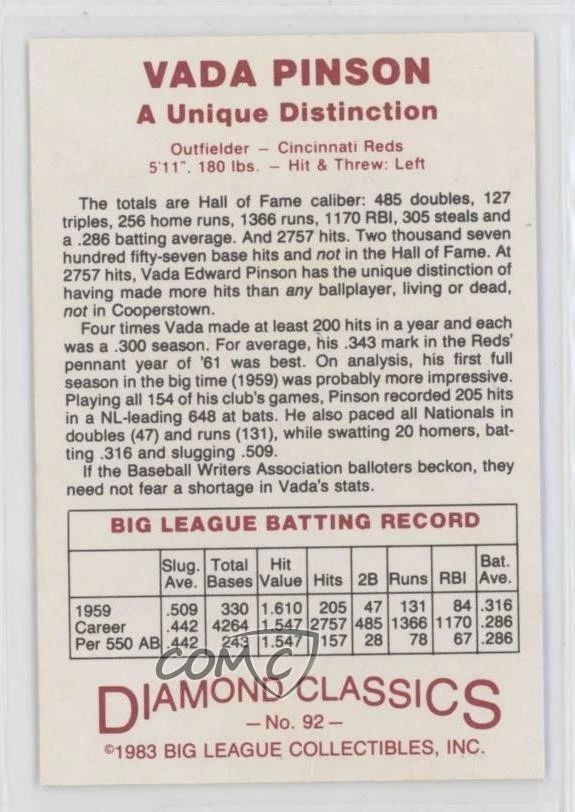 VADA PINSON
A Unique Distinction
Outfielder – Cincinnati Reds
5'11". 180 lbs. – Hit & Threw: Left
The totals are Hall of Fame caliber: 485 doubles, 127
triples, 256 home runs, 1366 runs, 1170 RBI, 305 steals and
a .286 batting average. And 2757 hits. Two thousand seven
hundred fifty-seven base hits and not in the Hall of Fame. At
2757 hits, Vada Edward Pinson has the unique distinction of
having made more hits than any ballplayer, living or dead,
not in Cooperstown.
Four times Vada made at least 200 hits in a year and each
was a .300 season. For average, his .343 mark in the Reds'
pennant year of '61 was best. On analysis, his first full
season in the big time (1959) was probably more impressive.
Playing all 154 of his club's games, Pinson recorded 205 hits
in a NL-leading 648 at bats. He also paced all Nationals in
doubles (47) and runs (131), while swatting 20 homers, bat-
ting .316 and slugging .509.
If the Baseball Writers Association balloters beckon, they
need not fear a shortage in Vada's stats.
BIG LEAGUE BATTING RECORD
Slug. Total Hit Bat.
Ave. Bases Value Hits 2B Runs RBI Ave.
1959 .509 330 1.610 205 47 131 84 .316
Career .442 4264 1.547 2757 485 1366 1170 .286
Per 550 AB .442 243 1.547 157 28 78 67 .286
COMC
DIAMOND CLASSICS
– No. 92 –
©1983 BIG LEAGUE COLLECTIBLES, INC.